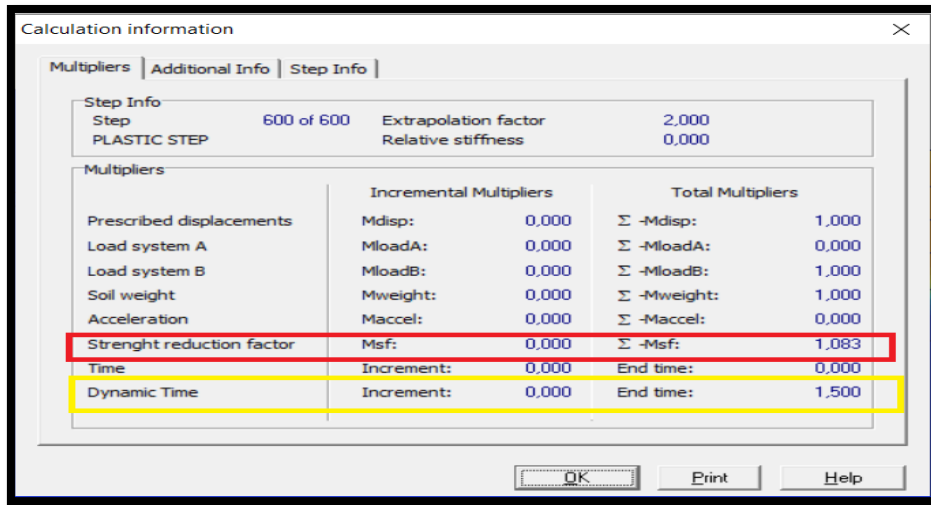 Calculation information
Multipliers Additional Info Step Info
Step Info
Step 600 of 600 Extrapolation factor 2,000
PLASTIC STEP Relative stiffness 0,000
Multipliers
Incremental Multipliers Total Multipliers
Prescribed displacements Mdisp: 0,000 Σ -Mdisp: 1,000
Load system A MloadA: 0,000 Σ -MloadA: 0,000
Load system B MloadB: 0,000 Σ -MloadB: 1,000
Soil weight Mweight: 0,000 Σ -Mweight: 1,000
Acceleration Maccel: 0,000 Σ -Maccel: 0,000
Strenght reduction factor Msf: 0,000 Σ -Msf: 1,083
Time Increment: 0,000 End time: 0,000
Dynamic Time Increment: 0,000 End time: 1,500
OK Print Help